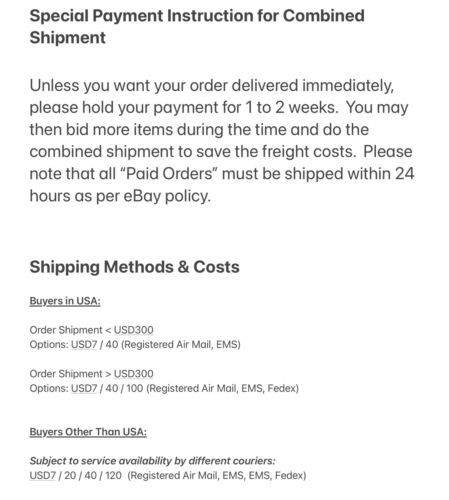 Special Payment Instruction for Combined
Shipment
Unless you want your order delivered immediately,
please hold your payment for 1 to 2 weeks.  You may
then bid more items during the time and do the
combined shipment to save the freight costs.  Please
note that all “Paid Orders” must be shipped within 24
hours as per eBay policy.
Shipping Methods & Costs
Buyers in USA:
Order Shipment < USD300
Options: USD7 / 40 (Registered Air Mail, EMS)
Order Shipment > USD300
Options: USD7 / 40 / 100 (Registered Air Mail, EMS, Fedex)
Buyers Other Than USA:
Subject to service availability by different couriers:
USD7 / 20 / 40 / 120  (Registered Air Mail, EMS, EMS, Fedex)